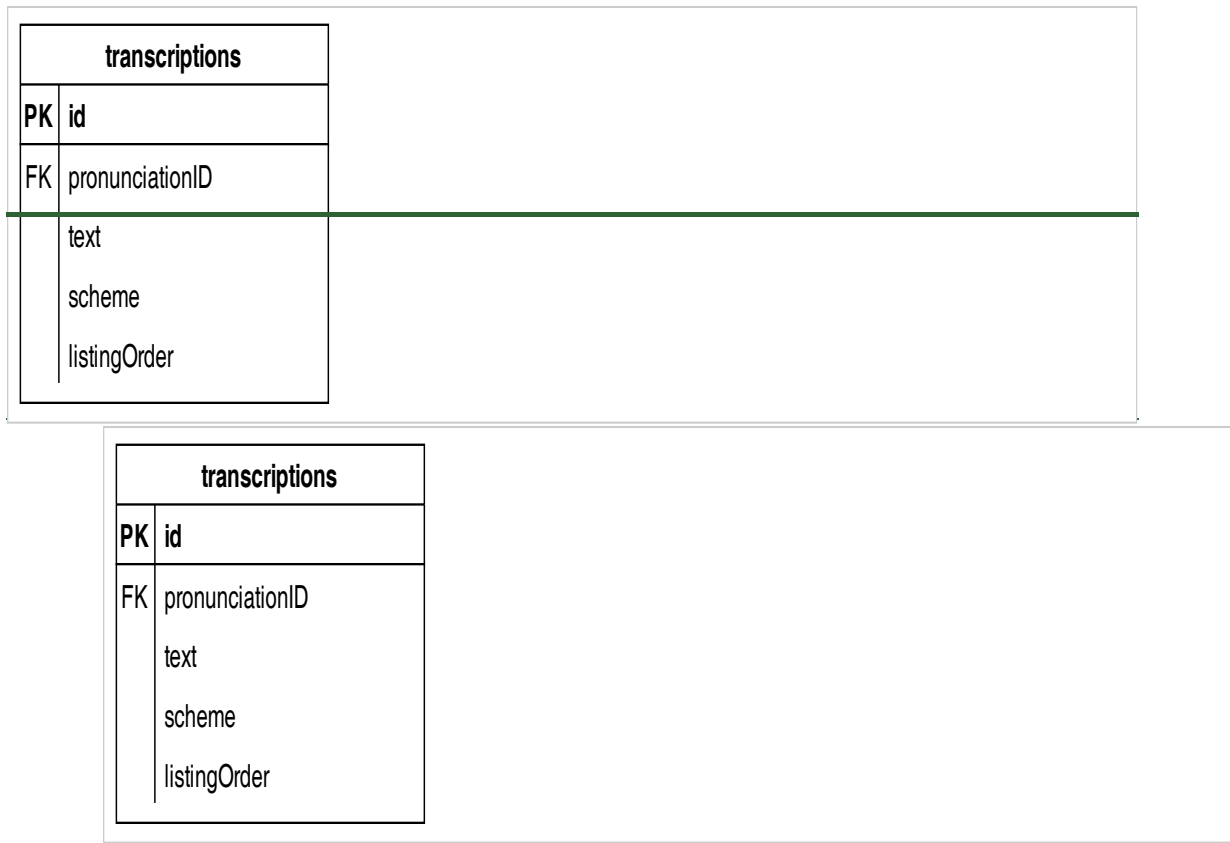 transcriptions
PK id
FK pronunciationID
text
scheme
listingOrder
transcriptions
PK id
FK pronunciationID
text
scheme
listingOrder